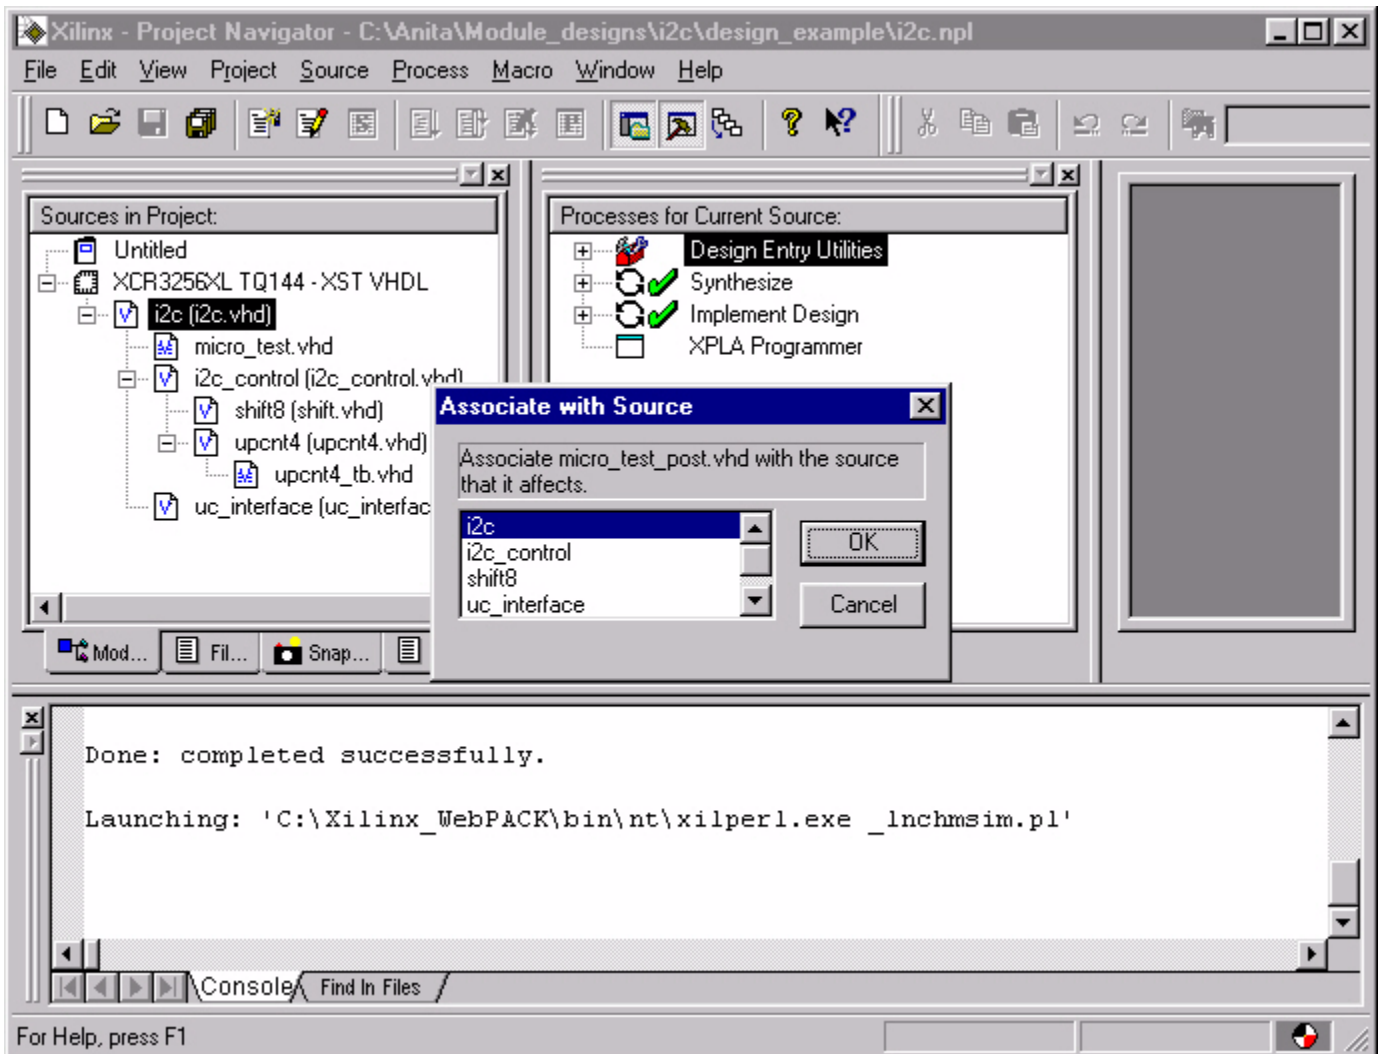 Xilinx - Project Navigator - C:\Anita\Module_designs\i2c\design_example\i2c.npl
File Edit View Project Source Process Macro Window Help
Sources in Project:
Untitled
XCR3256XL TQ144 - XST VHDL
i2c (i2c.vhd)
micro_test.vhd
i2c_control (i2c_control.vhd)
shift8 (shift.vhd)
upcnt4 (upcnt4.vhd)
upcnt4_tb.vhd
uc_interface (uc_interfac
Mod...
Fil...
Snap...
Processes for Current Source:
Design Entry Utilities
Synthesize
Implement Design
XPLA Programmer
Associate with Source
Associate micro_test_post.vhd with the source
that it affects.
i2c
i2c_control
shift8
uc_interface
OK
Cancel
Done: completed successfully.
Launching: 'C:\Xilinx_WebPACK\bin\nt\xilperl.exe _lnchmsim.pl'
Console
Find In Files
For Help, press F1